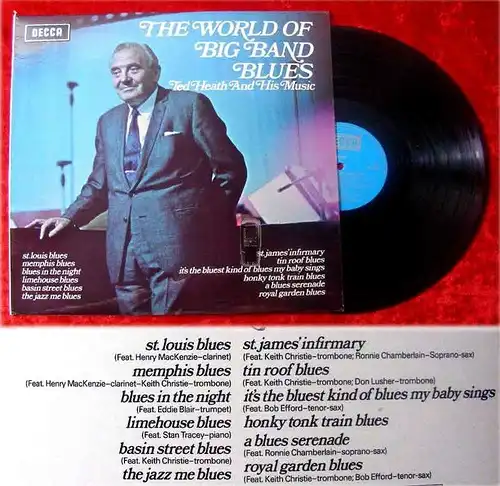 DECCA
THE WORLD OF
BIG BAND
BLUES
Ted Heath And His Music
st.louis blues
memphis blues
blues in the night
limehouse blues
basin street blues
the jazz me blues
st.james'infirmary
tin roof blues
it's the bluest kind of blues my baby sings
honky tonk train blues
a blues serenade
royal garden blues
st. louis blues
(Feat. Henry MacKenzie–clarinet)
memphis blues
(Feat. Henry MacKenzie–clarinet–Keith Christie–trombone)
blues in the night
(Feat. Eddie Blair–trumpet)
limehouse blues
(Feat. Stan Tracey–piano)
basin street blues
(Feat. Keith Christie–trombone)
the jazz me blues
st. james' infirmary
(Feat. Keith Christie–trombone; Ronnie Chamberlain–Soprano-sax)
tin roof blues
(Feat. Keith Christie–trombone; Don Lusher–trombone)
it's the bluest kind of blues my baby sings
(Feat. Bob Efford–tenor-sax)
honky tonk train blues
a blues serenade
(Feat. Ronnie Chamberlain–soprano-sax)
royal garden blues
(Feat. Keith Christie–trombone; Bob Efford–tenor-sax)